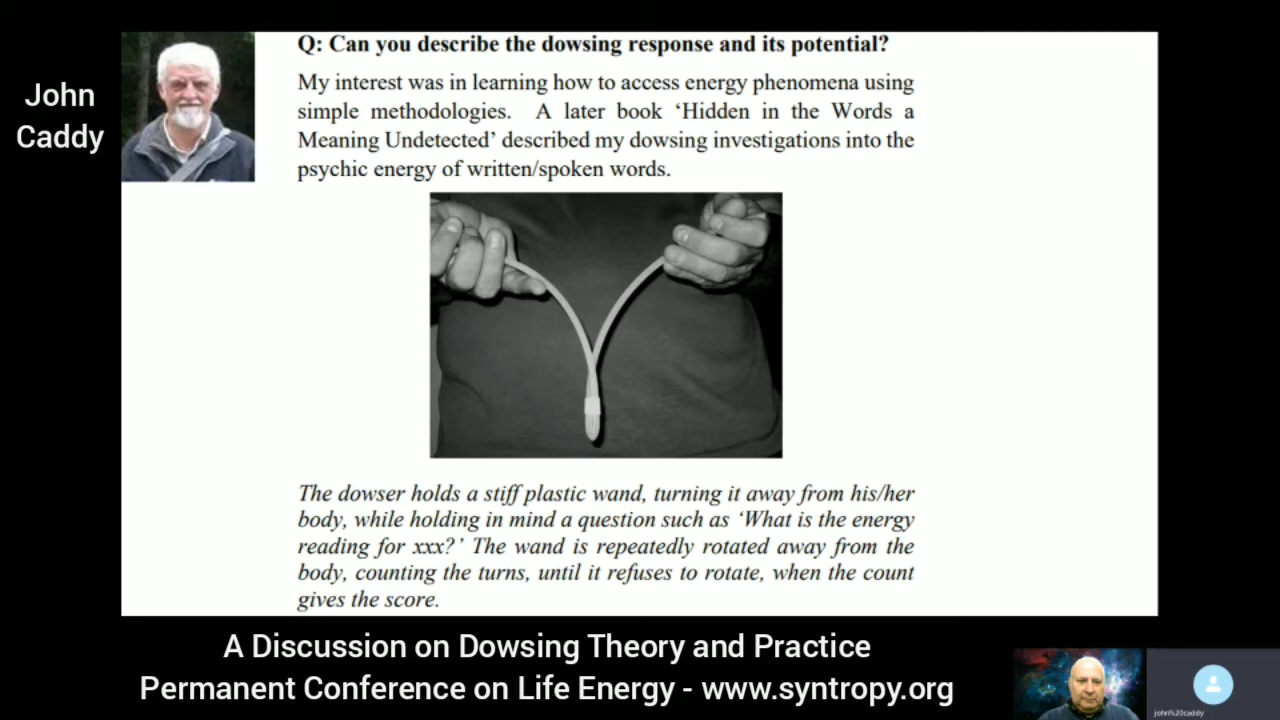 John
Caddy
Q: Can you describe the dowsing response and its potential?
My interest was in learning how to access energy phenomena using
simple methodologies. A later book ‘Hidden in the Words a
Meaning Undetected’ described my dowsing investigations into the
psychic energy of written/spoken words.
The dowser holds a stiff plastic wand, turning it away from his/her
body, while holding in mind a question such as ‘What is the energy
reading for xxx?’ The wand is repeatedly rotated away from the
body, counting the turns, until it refuses to rotate, when the count
gives the score.
A Discussion on Dowsing Theory and Practice
Permanent Conference on Life Energy - www.syntropy.org
john%20caddy